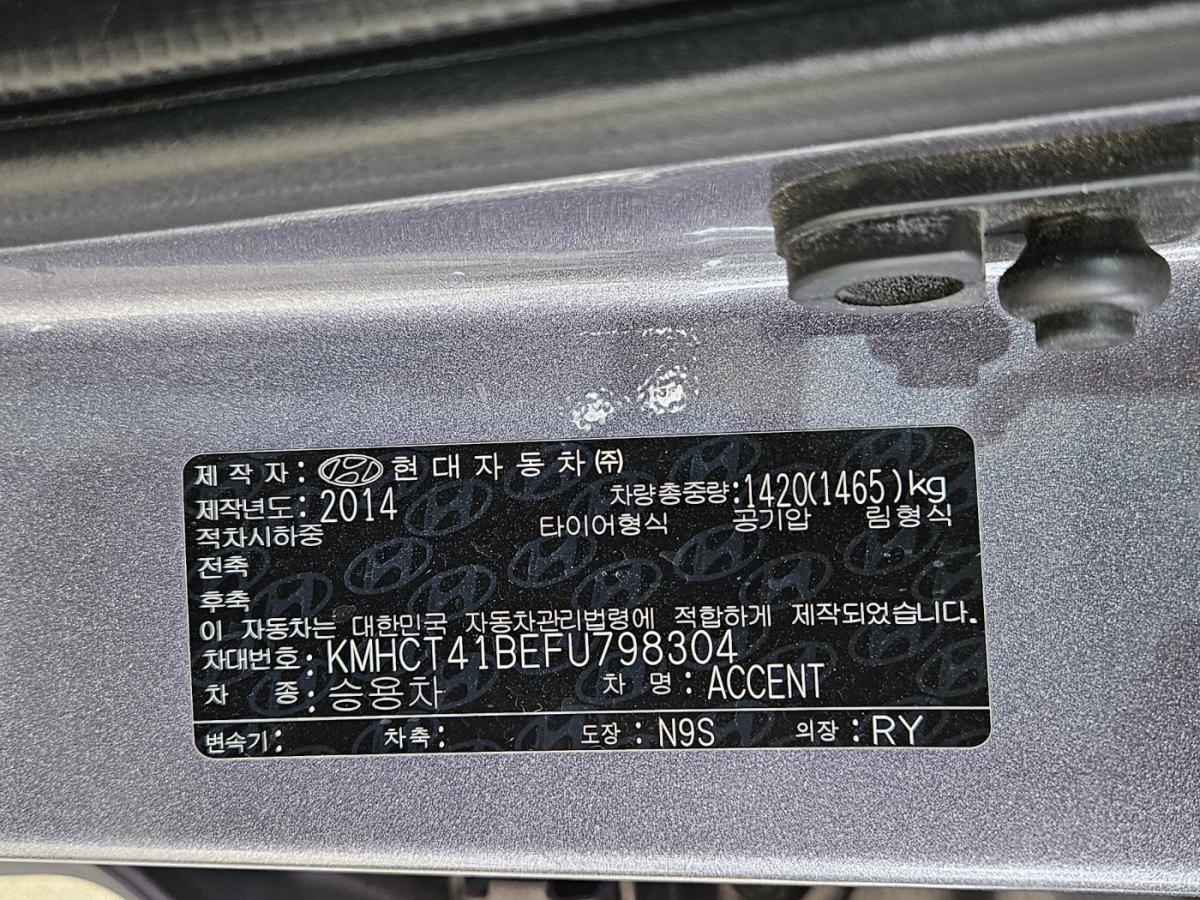 제작자: 현대자동차(주)
제작년도: 2014 차량총중량:1420(1465)kg
적차시하중 타이어형식 공기압 림형식
전축
후축
이 자동차는 대한민국 자동차관리법령에 적합하게 제작되었습니다.
차대번호: KMHCT41BEFU798304
차 종: 승용차 차 명: ACCENT
변속기: 차축: 도장: N9S 의장: RY